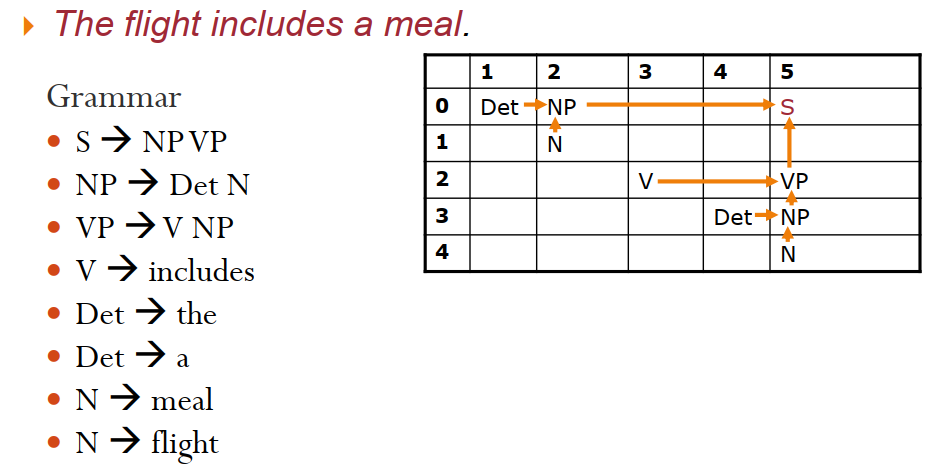 The flight includes a meal.
Grammar
• S → NP VP
• NP → Det N
• VP → V NP
• V → includes
• Det → the
• Det → a
• N → meal
• N → flight
1 2 3 4 5
0 Det NP S
1 N
2 V VP
3 Det NP
4 N